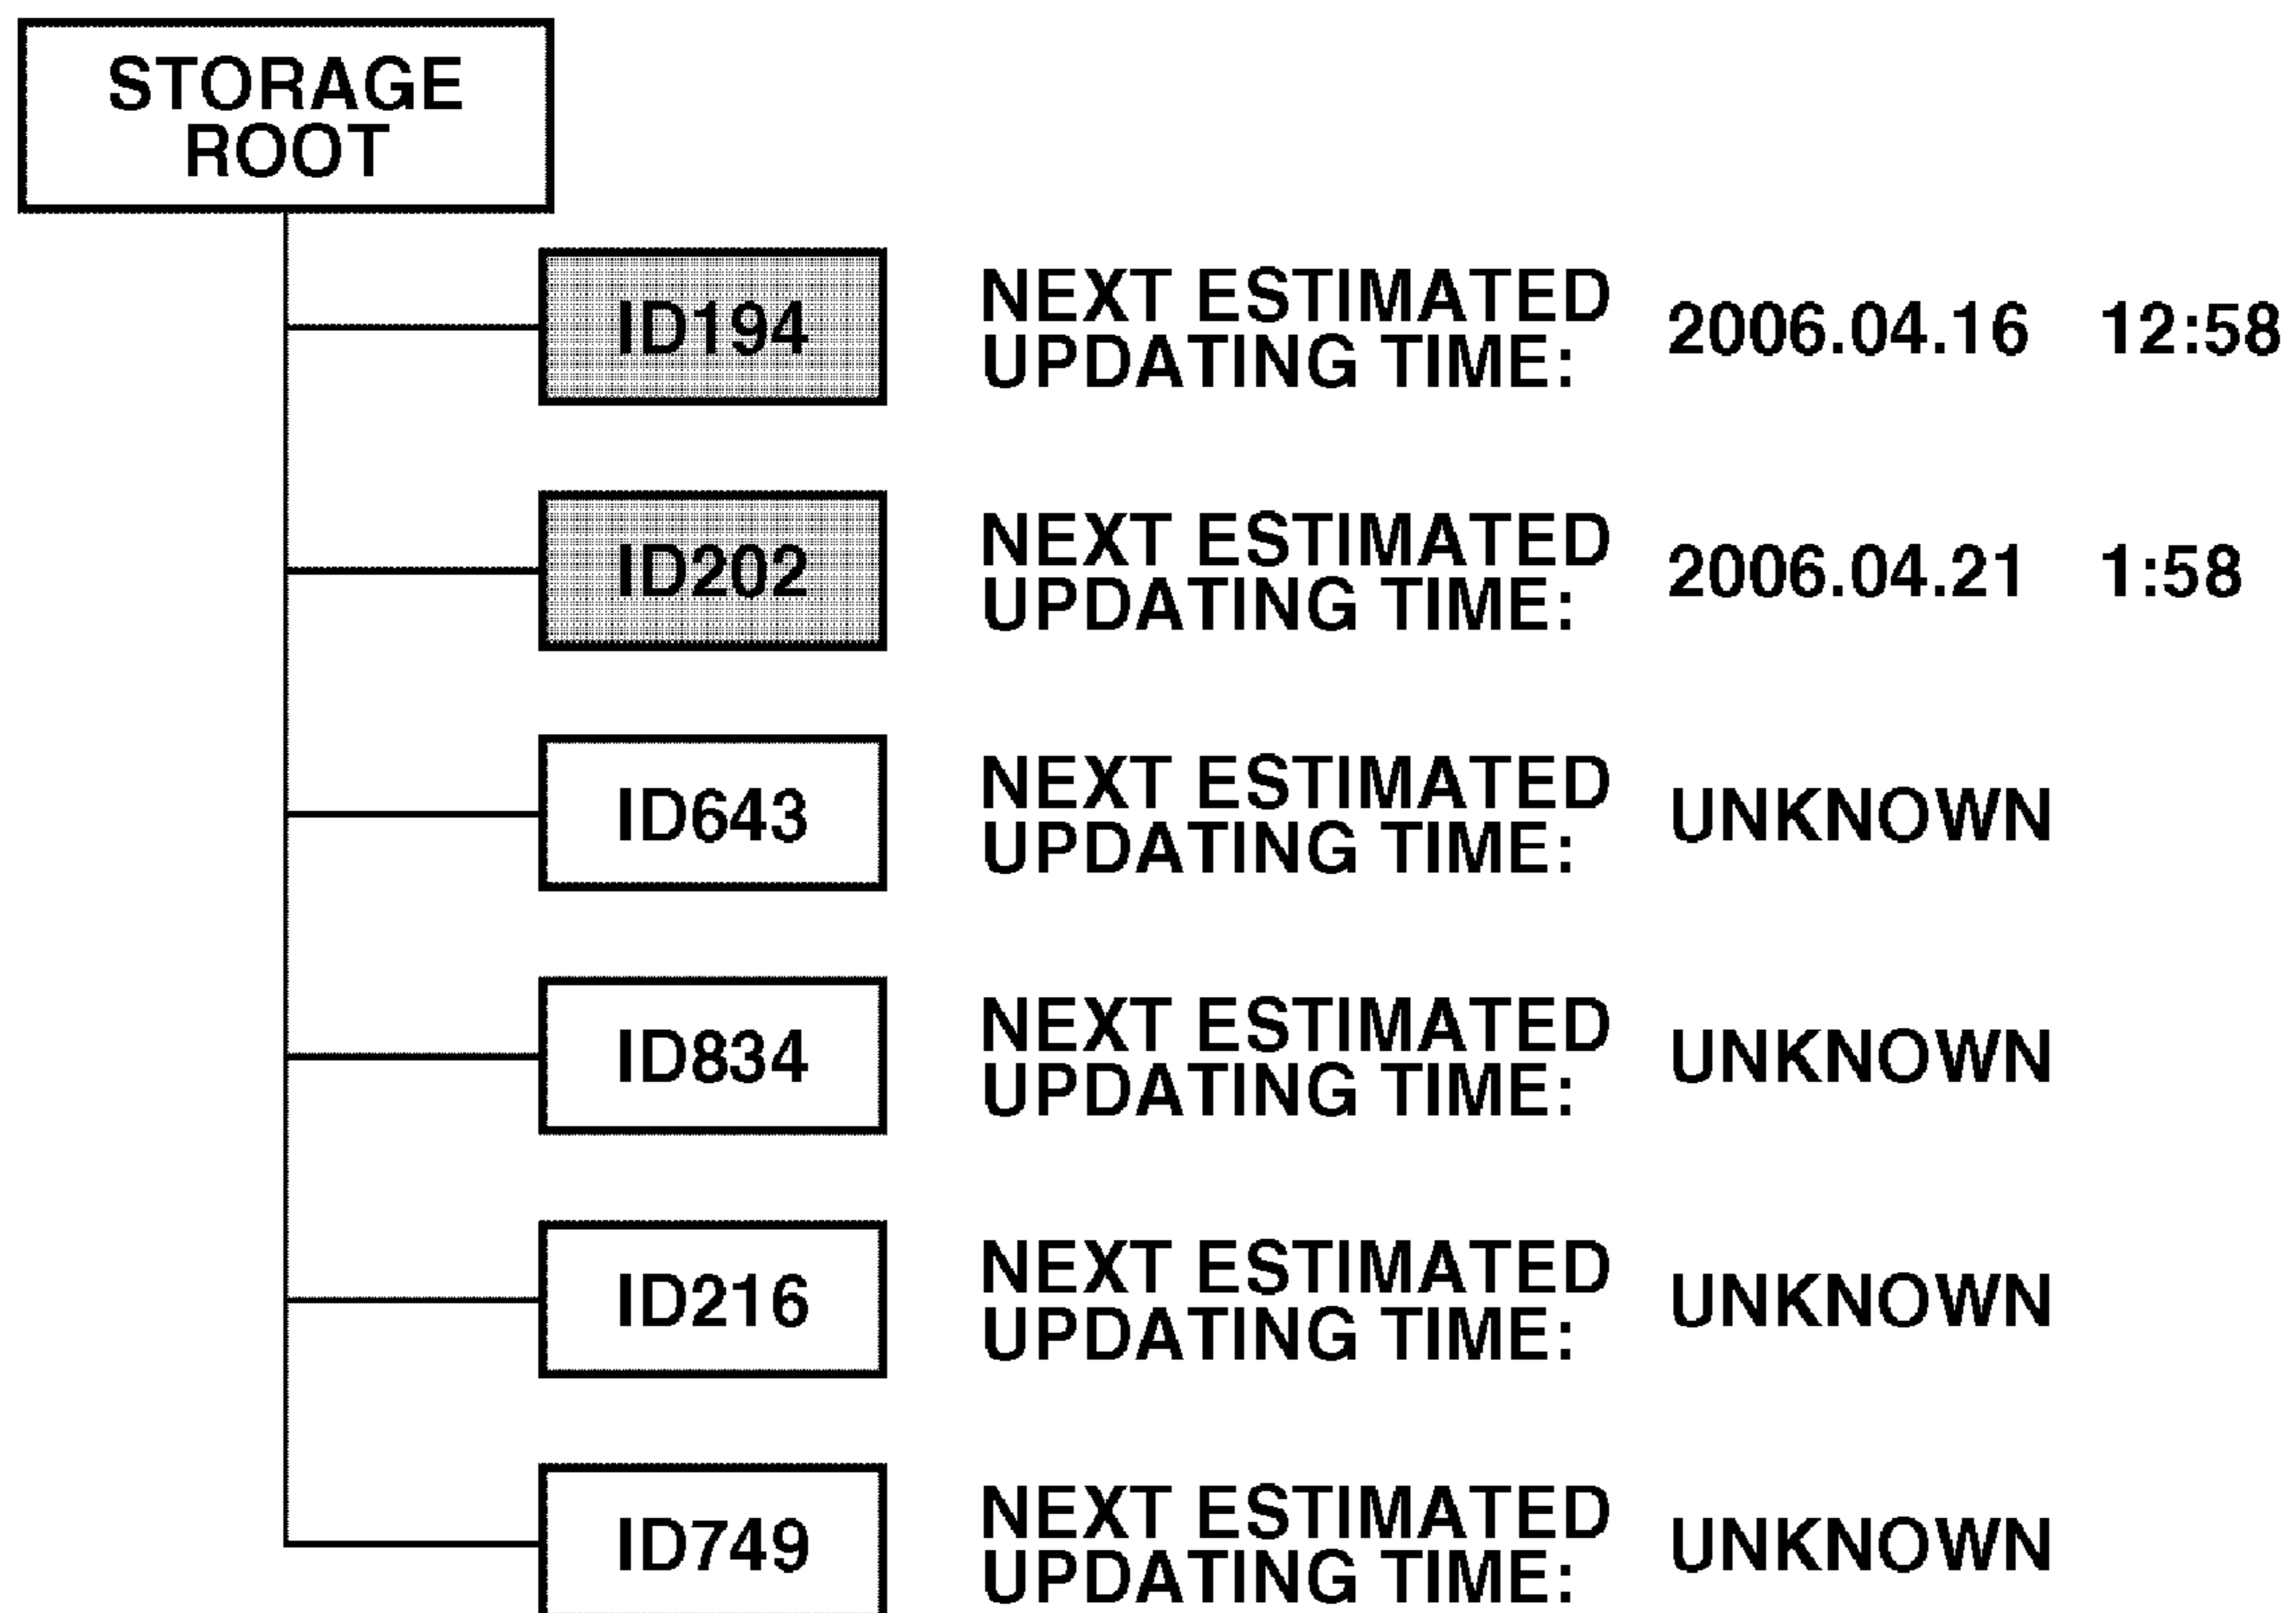 STORAGE
ROOT
ID194
NEXT ESTIMATED
UPDATING TIME:
2006.04.16 12:58
ID202
NEXT ESTIMATED
UPDATING TIME:
2006.04.21 1:58
ID643
NEXT ESTIMATED
UPDATING TIME:
UNKNOWN
ID834
NEXT ESTIMATED
UPDATING TIME:
UNKNOWN
ID216
NEXT ESTIMATED
UPDATING TIME:
UNKNOWN
ID749
NEXT ESTIMATED
UPDATING TIME:
UNKNOWN